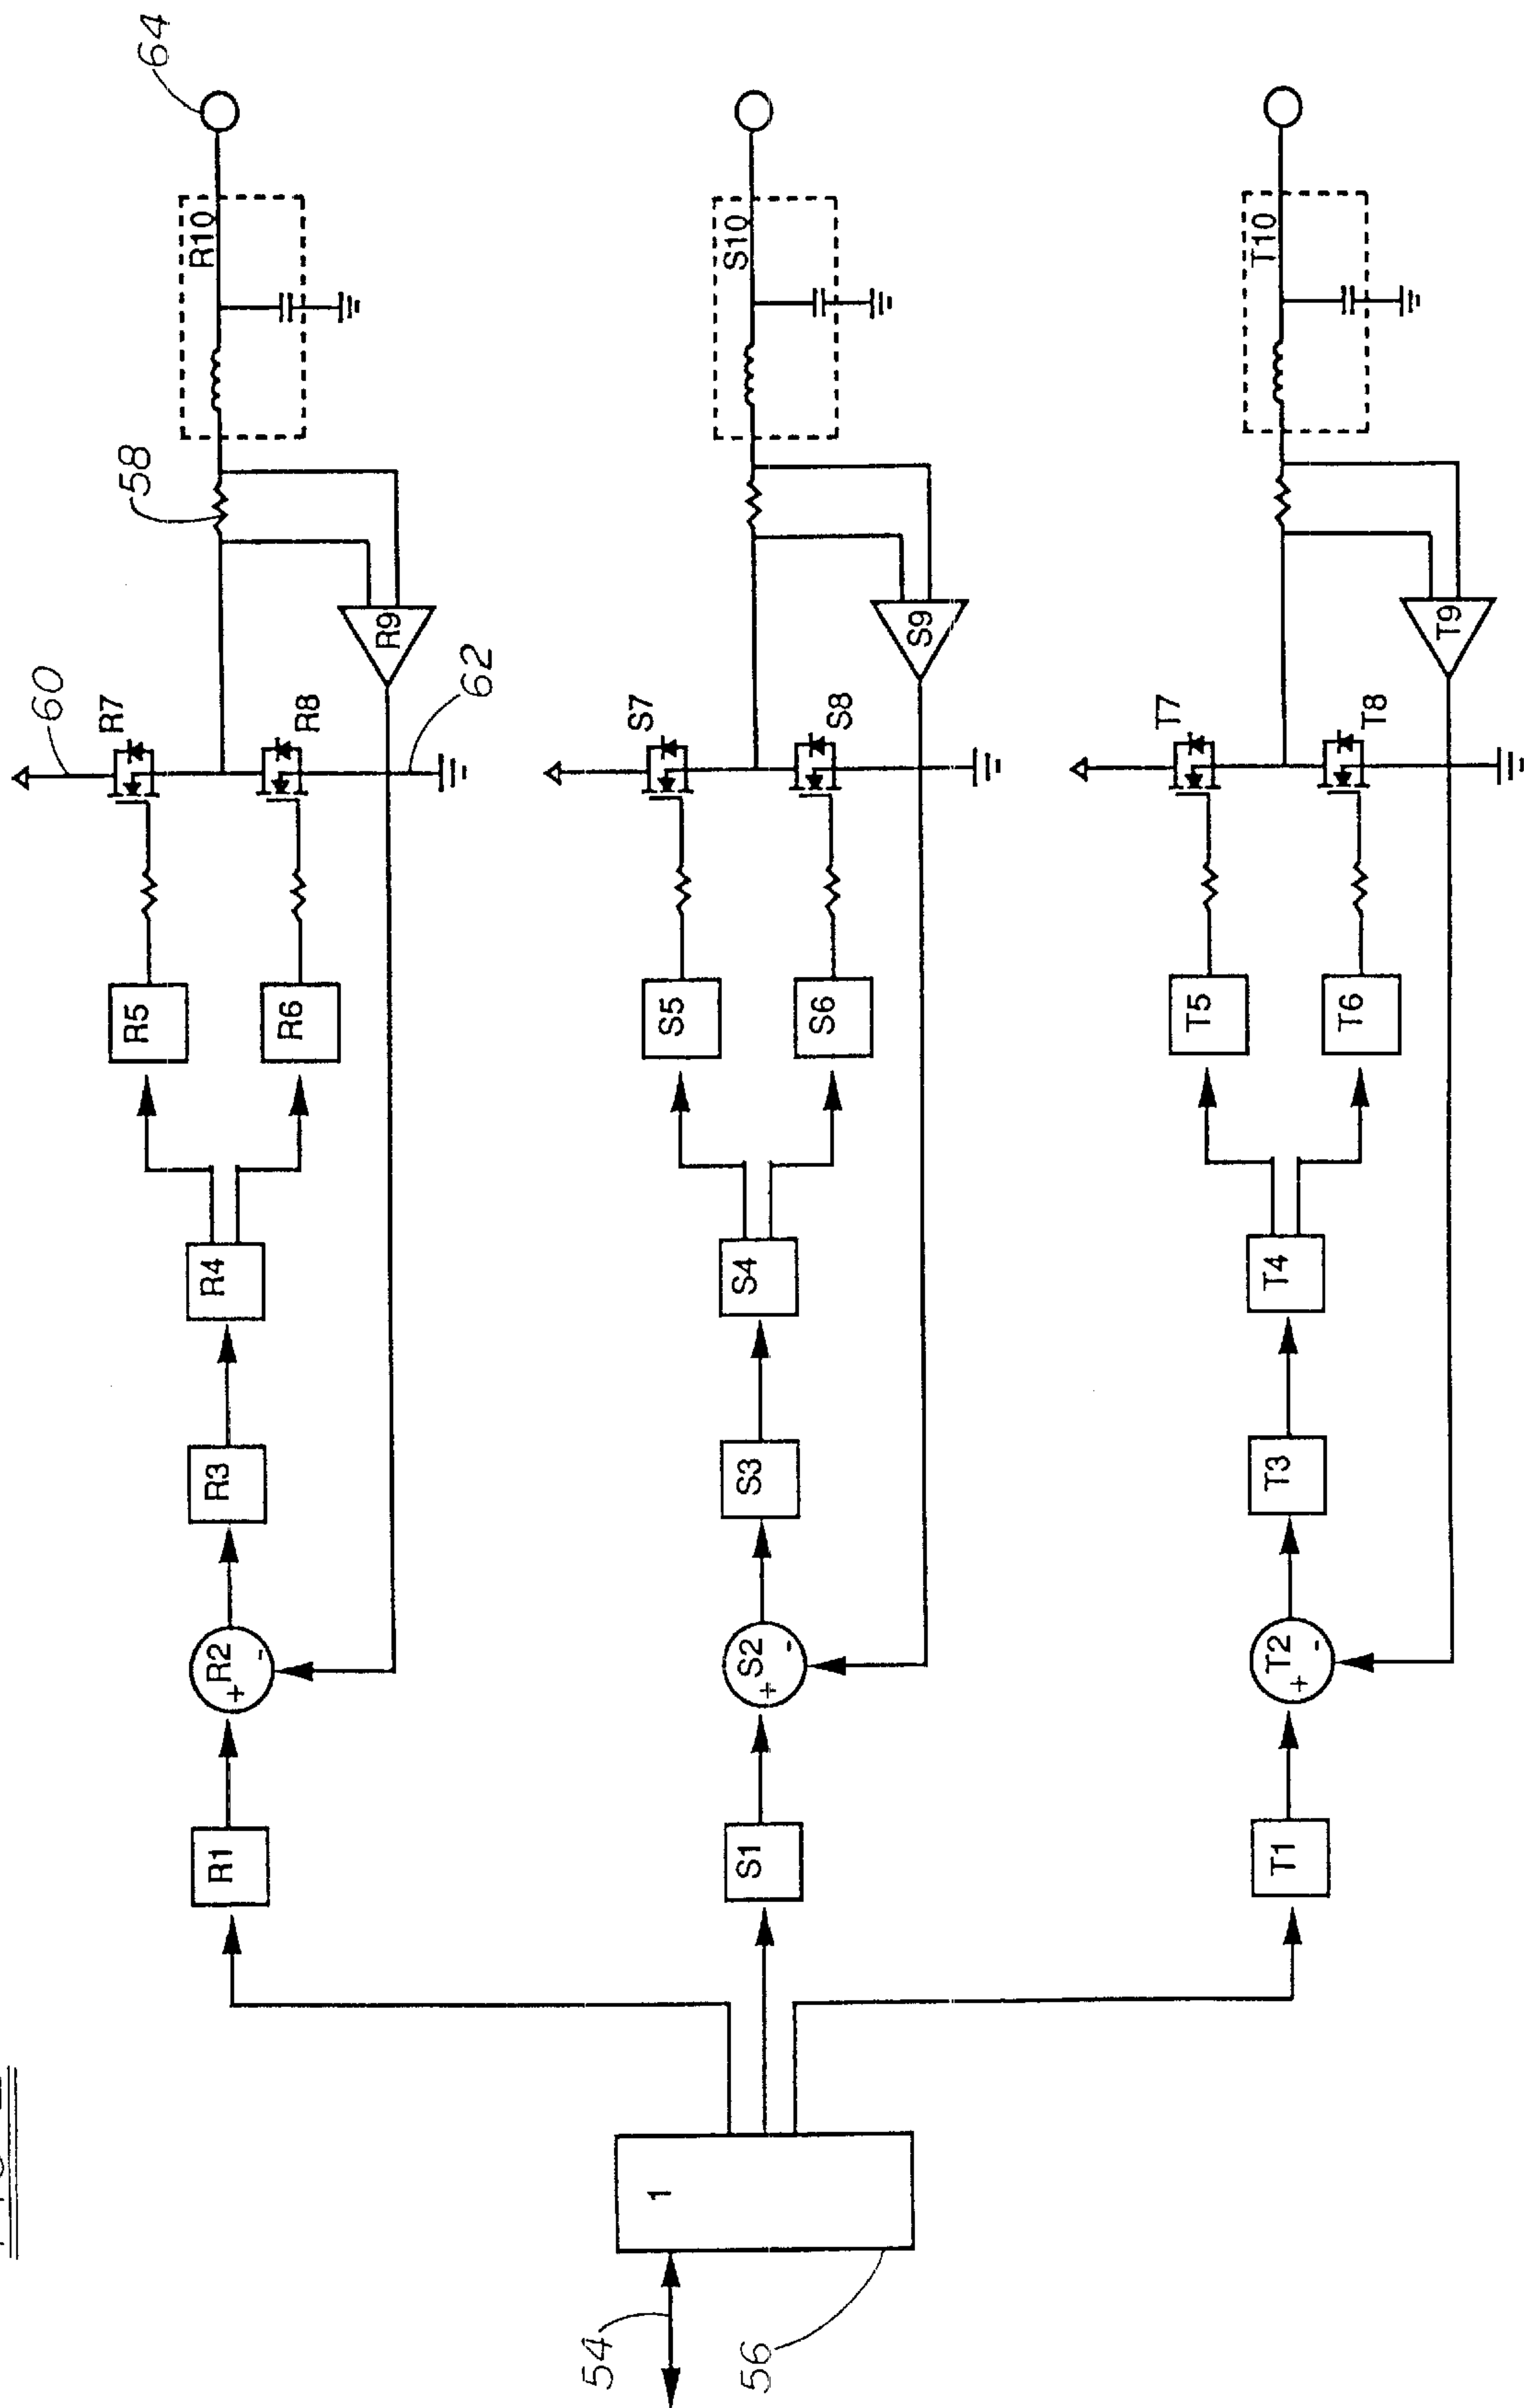 64
R10
58
60
R7
R9
R8
62
R5
R6
R4
R3
R2
+
-
R1
S10
S7
S9
S8
S5
S6
S4
S3
S2
+
-
S1
T10
T7
T9
T8
T5
T6
T4
T3
T2
+
-
T1
1
54
56